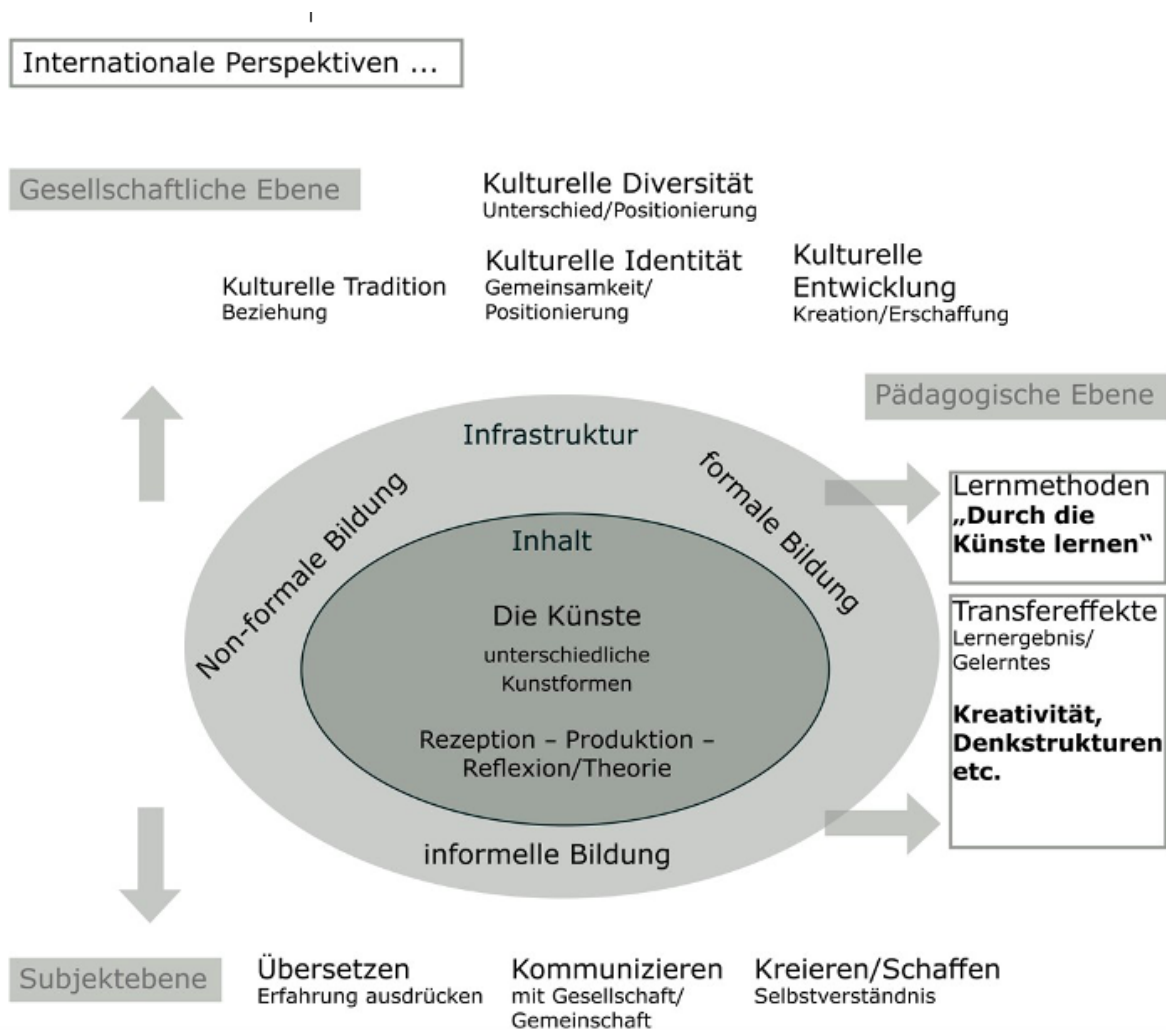 Internationale Perspektiven ...
Gesellschaftliche Ebene
Kulturelle Diversität
Unterschied/Positionierung
Kulturelle Tradition
Beziehung
Kulturelle Identität
Gemeinsamkeit/
Positionierung
Kulturelle
Entwicklung
Kreation/Erschaffung
Pädagogische Ebene
Infrastruktur
Non-formale Bildung
formale Bildung
Inhalt
Die Künste
unterschiedliche
Kunstformen
Rezeption – Produktion –
Reflexion/Theorie
informelle Bildung
Lernmethoden
„Durch die
Künste lernen“
Transfereffekte
Lernergebnis/
Gelerntes
Kreativität,
Denkstrukturen
etc.
Subjektebene
Übersetzen
Erfahrung ausdrücken
Kommunizieren
mit Gesellschaft/
Gemeinschaft
Kreieren/Schaffen
Selbstverständnis